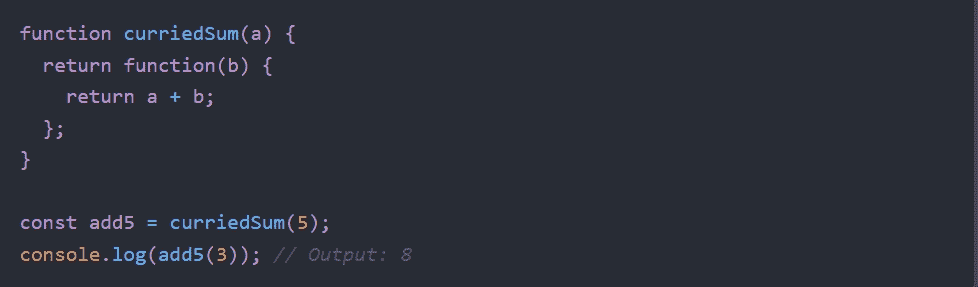 function curriedSum(a) {
  return function(b) {
    return a + b;
  };
}

const add5 = curriedSum(5);
console.log(add5(3)); // Output: 8